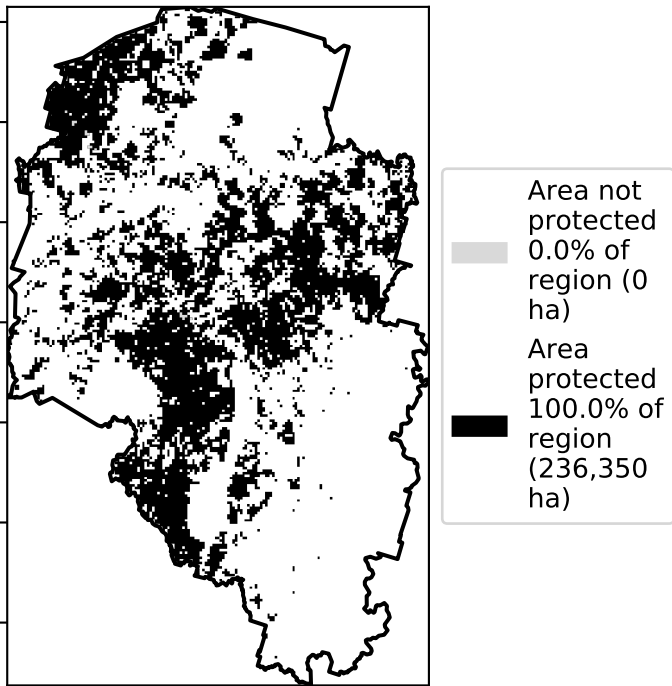 Area not
protected
0.0% of
region (0
ha)
Area
protected
100.0% of
region
(236,350
ha)